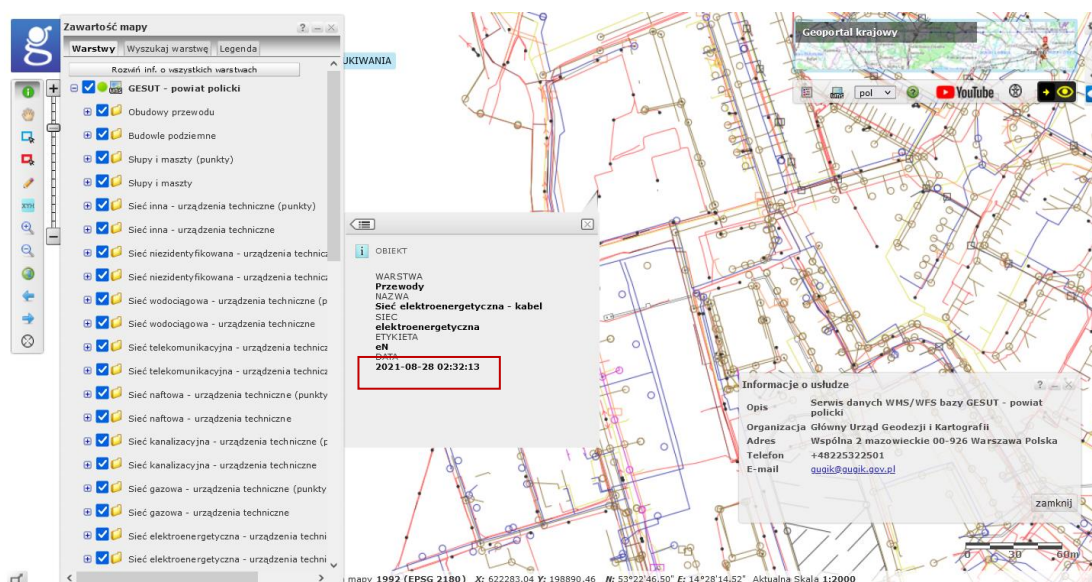 Zawartość mapy
Warstwy Wyszukaj warstwę Legenda
Rozwiń inf. o wszystkich warstwach
GESUT - powiat policki
Obudowy przewodu
Budowle podziemne
Słupy i maszty (punkty)
Słupy i maszty
Sieć inna - urządzenia techniczne (punkty)
Sieć inna - urządzenia techniczne
Sieć niezidentyfikowana - urządzenia technicz
Sieć niezidentyfikowana - urządzenia technicz
Sieć wodociągowa - urządzenia techniczne (p
Sieć wodociągowa - urządzenia techniczne
Sieć telekomunikacyjna - urządzenia technicz
Sieć telekomunikacyjna - urządzenia technicz
Sieć naftowa - urządzenia techniczne (punkty
Sieć naftowa - urządzenia techniczne
Sieć kanalizacyjna - urządzenia techniczne (p
Sieć kanalizacyjna - urządzenia techniczne
Sieć gazowa - urządzenia techniczne (punkty
Sieć gazowa - urządzenia techniczne
Sieć elektroenergetyczna - urządzenia techni
Sieć elektroenergetyczna - urządzenia techni
UKIWANIA
XYH
OBIEKT
WARSTWA
Przewody
NAZWA
Sieć elektroenergetyczna - kabel
SIEC
elektroenergetyczna
ETYKIETA
eN
DATA
2021-08-28 02:32:13
Geoportal krajowy
pol
YouTube
Informacje o usłudze
Opis Serwis danych WMS/WFS bazy GESUT - powiat
policki
Organizacja Główny Urząd Geodezji i Kartografii
Adres Wspólna 2 mazowieckie 00-926 Warszawa Polska
Telefon +48225322501
E-mail gugik@gugik.gov.pl
zamknij
0 30 60m
mapy 1992 (EPSG 2180) X: 622283.04 Y: 198890.46 N: 53°22'46.50" E: 14°28'14.52" Aktualna Skala 1:2000